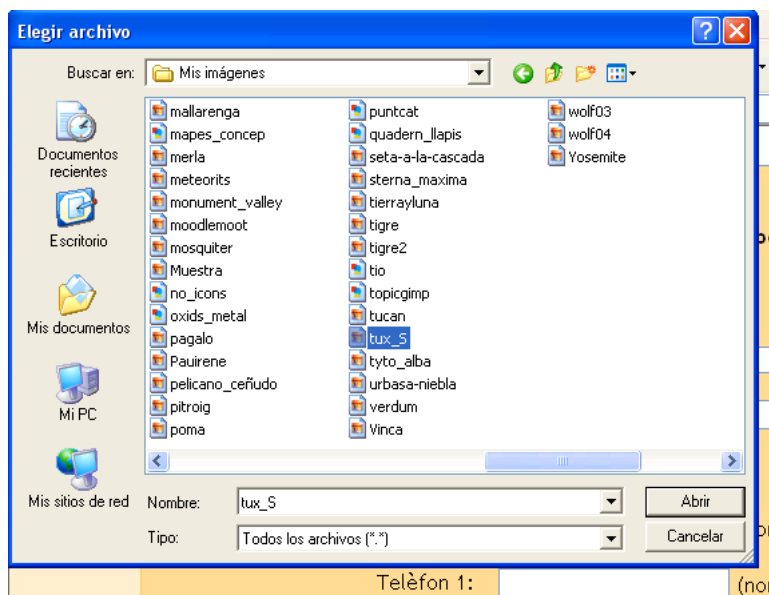 Elegir archivo
Buscar en:
Mis imágenes
Documentos
recientes
Escritorio
Mis documentos
Mi PC
Mis sitios de red
mallarenga
mapes_concep
merla
meteorits
monument_valley
moodlemoot
mosquiter
Muestra
no_icons
oxids_metal
pagalo
Pauirene
pelicano_ceñudo
pitroig
poma
puntcat
quadern_llapis
seta-a-la-cascada
sterna_maxima
tierrayluna
tigre
tigre2
tio
topicgimp
tucan
tux_S
tyto_alba
urbasa-niebla
verdum
Vinca
wolf03
wolf04
Yosemite
Nombre:
tux_S
Abrir
Tipo:
Todos los archivos (*.*)
Cancelar
Telèfon 1: